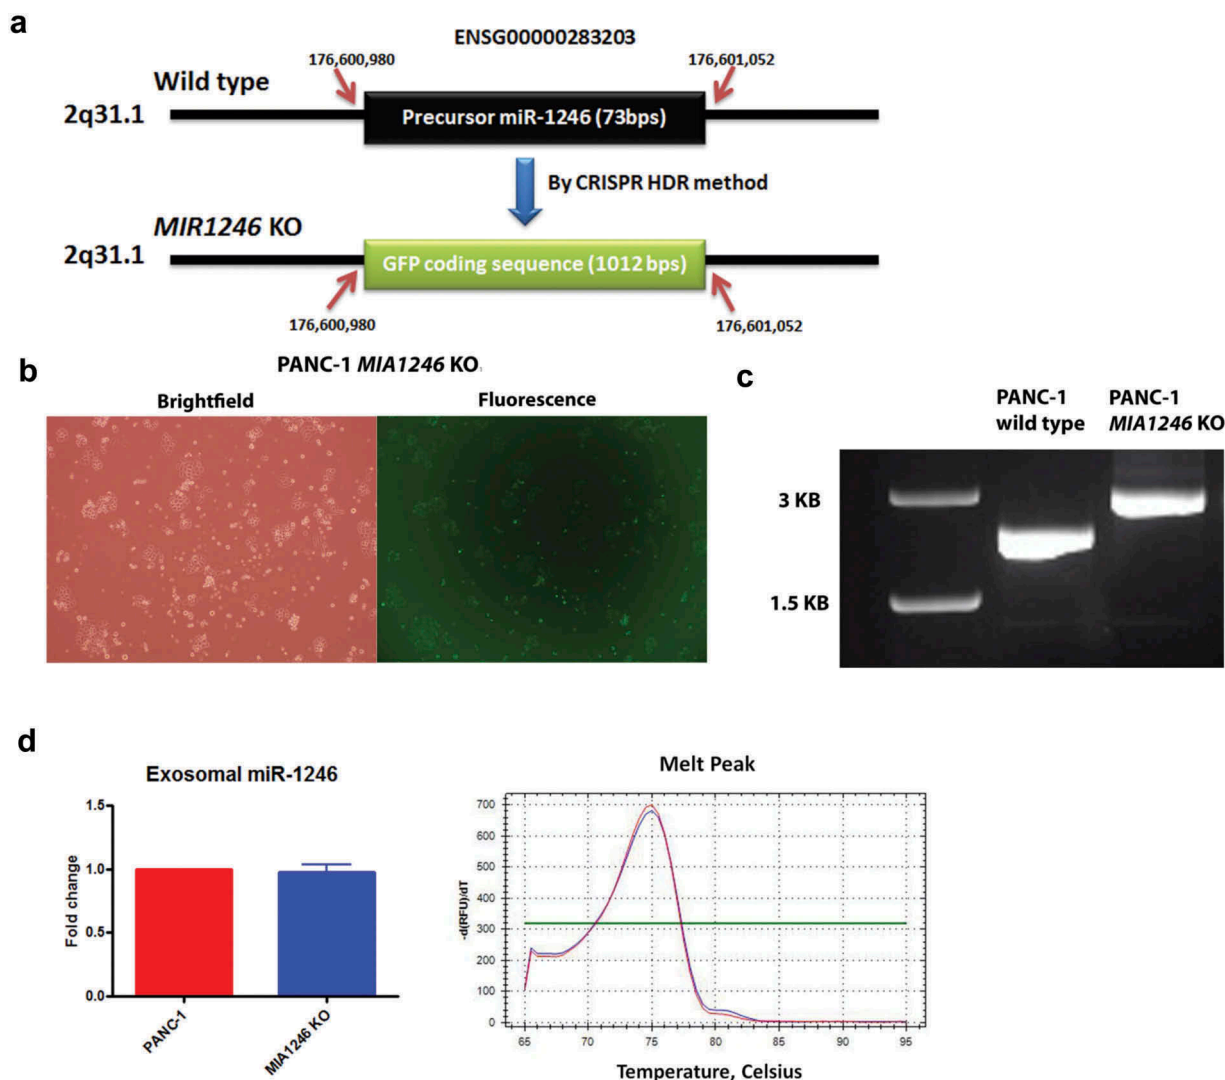 a
ENSG00000283203
176,600,980
176,601,052
Wild type
2q31.1
Precursor miR-1246 (73bps)
By CRISPR HDR method
MIR1246 KO
2q31.1
GFP coding sequence (1012 bps)
176,600,980
176,601,052
b
PANC-1 MIA1246 KO
Brightfield
Fluorescence
c
PANC-1
wild type
PANC-1
MIA1246 KO
3 KB
1.5 KB
d
Exosomal miR-1246
Fold change
1.5
1.0
0.5
0.0
PANC-1
MIA1246 KO
Melt Peak
-d(RFU)/dT
700
600
500
400
300
200
100
0
65
70
75
80
85
90
95
Temperature, Celsius